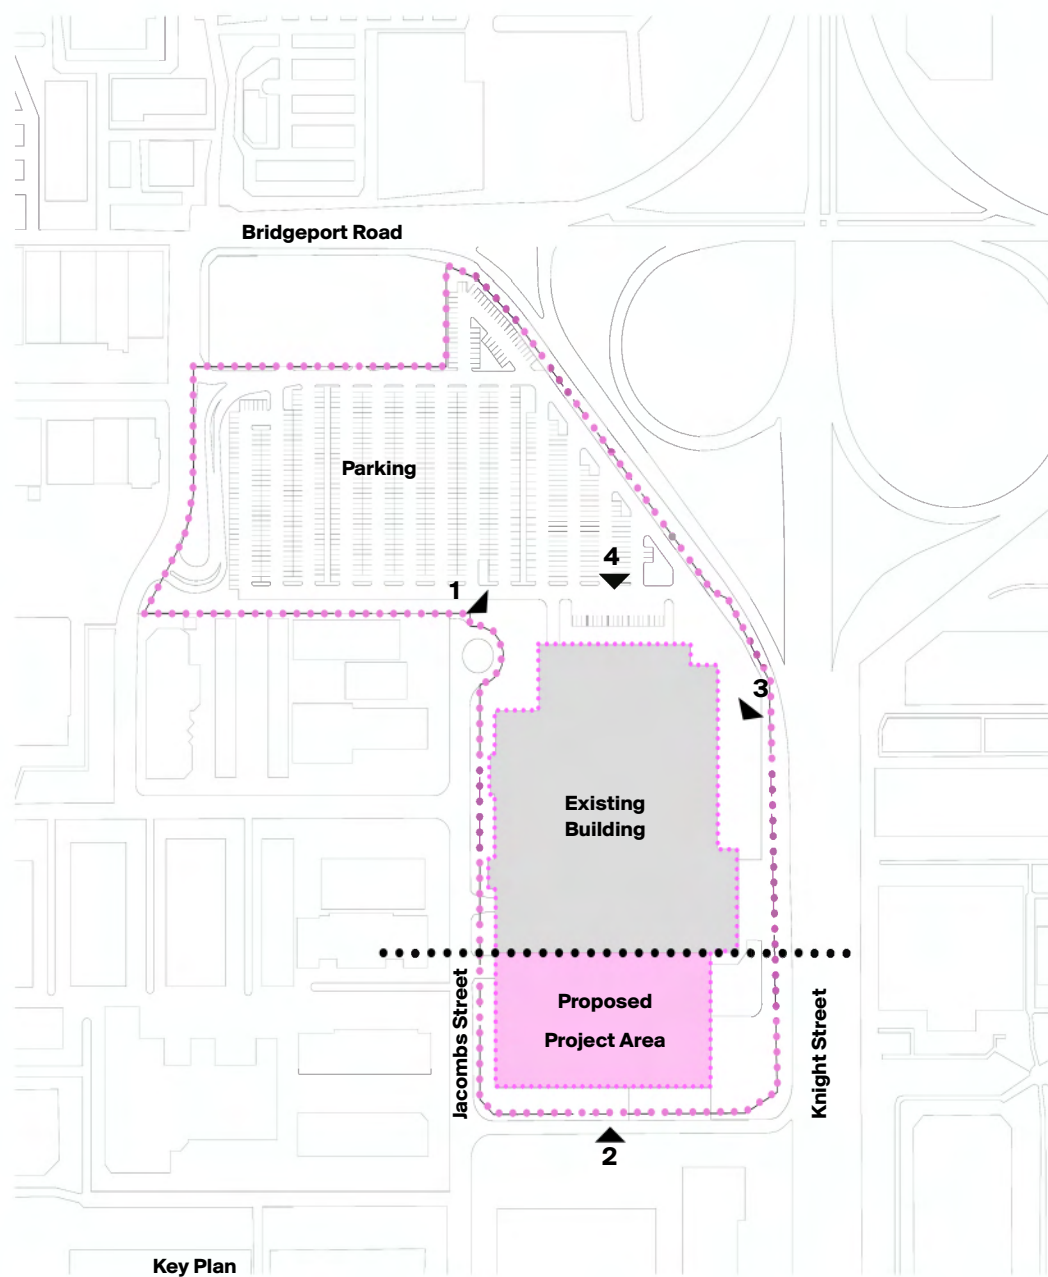 Bridgeport Road
Parking
4
1
3
Existing
Building
Jacombs Street
Proposed
Project Area
Knight Street
2
Key Plan